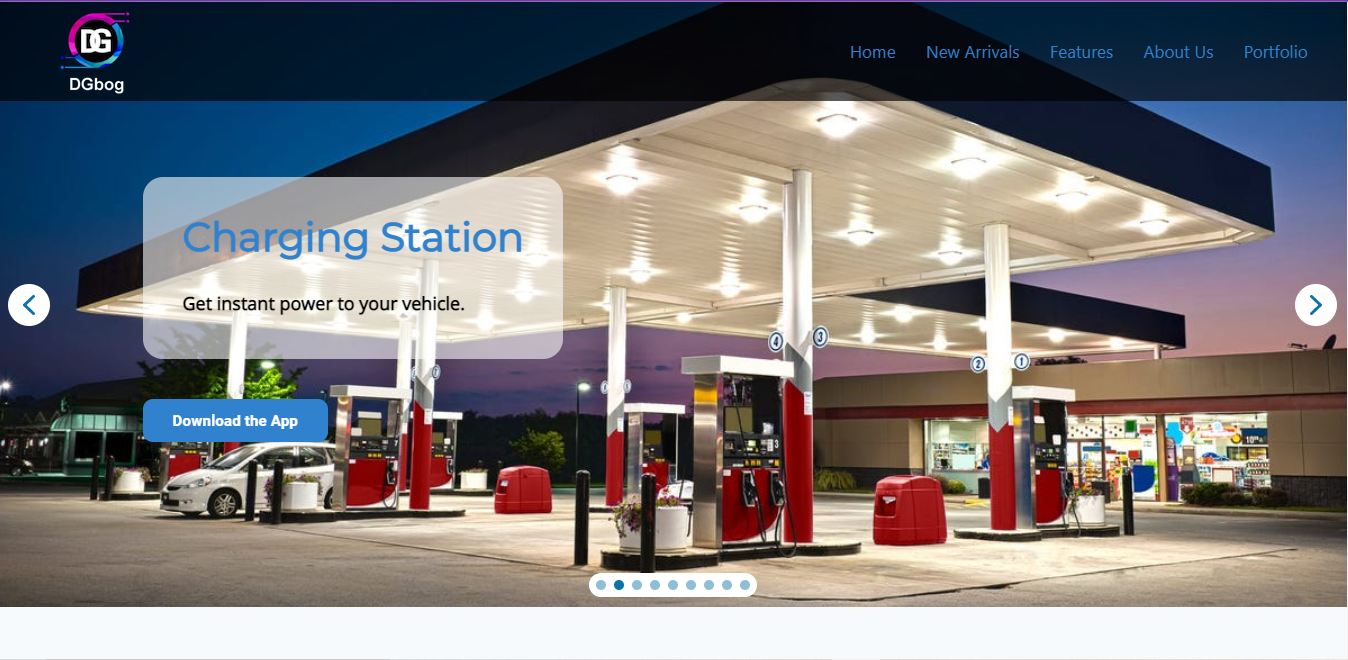 DG
DGbog
Home
New Arrivals
Features
About Us
Portfolio
Charging Station
Get instant power to your vehicle.
Download the App
4
3
2
1
3